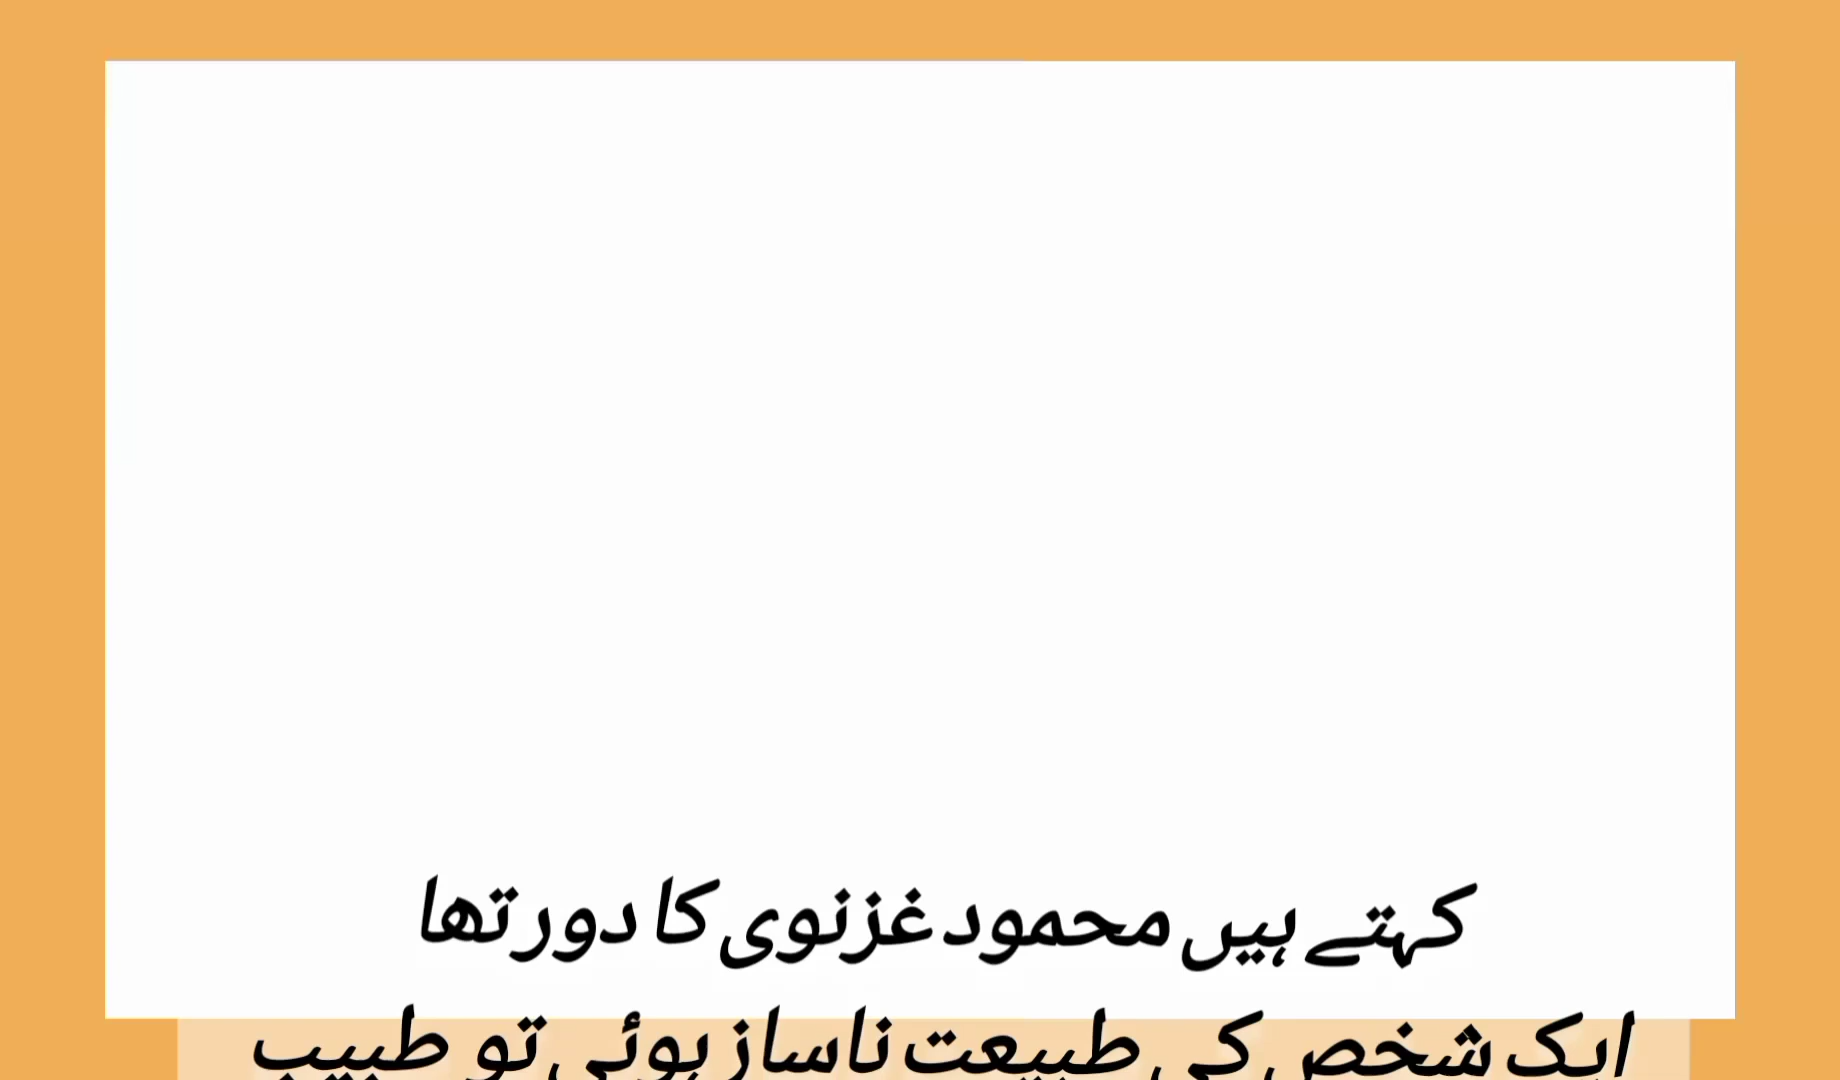 کہتے ہیں محمود غزنوی کا دور تھا
ایک شخص کی طبیعت ناساز ہوئی تو طبیب